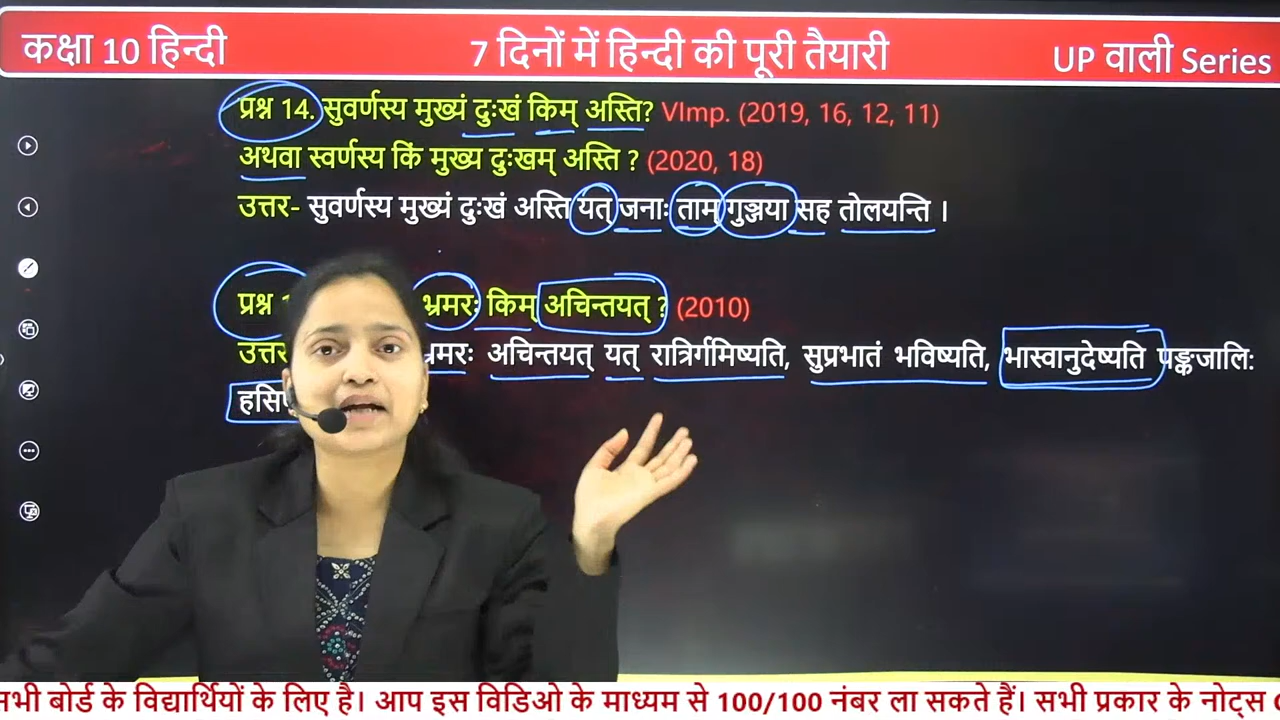 कक्षा 10 हिन्दी 7 दिनों में हिन्दी की पूरी तैयारी UP वाली Series
प्रश्न 14. सुवर्णस्य मुख्यं दुःखं किम् अस्ति? VImp. (2019, 16, 12, 11)
अथवा स्वर्णस्य किं मुख्य दुःखम् अस्ति ? (2020, 18)
उत्तर- सुवर्णस्य मुख्यं दुःखं अस्ति यत् जनाः ताम् गुञ्जया सह तोलयन्ति ।
प्रश्न भ्रमरः किम् अचिन्तयत् ? (2010)
उत्तर अचिन्तयत् यत् रात्रिर्गमिष्यति, सुप्रभातं भविष्यति, भास्वानुदेष्यति पङ्कजालिः
सभी बोर्ड के विद्यार्थियों के लिए है। आप इस विडिओ के माध्यम से 100/100 नंबर ला सकते हैं। सभी प्रकार के नोट्स